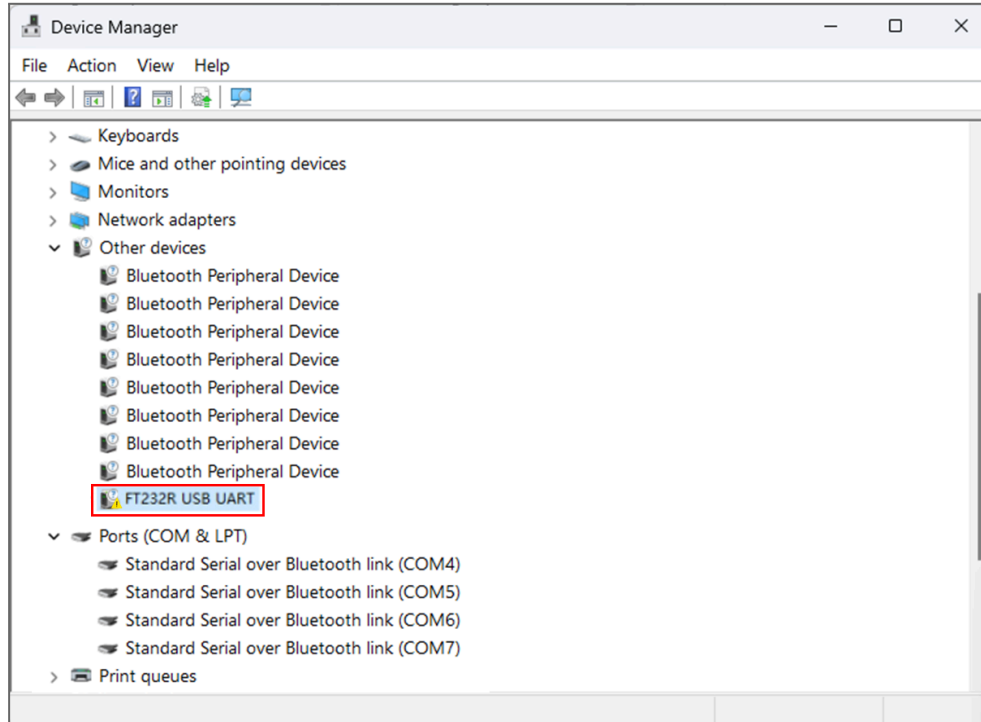 Device Manager
File Action View Help
Keyboards
Mice and other pointing devices
Monitors
Network adapters
Other devices
Bluetooth Peripheral Device
Bluetooth Peripheral Device
Bluetooth Peripheral Device
Bluetooth Peripheral Device
Bluetooth Peripheral Device
Bluetooth Peripheral Device
Bluetooth Peripheral Device
Bluetooth Peripheral Device
FT232R USB UART
Ports (COM & LPT)
Standard Serial over Bluetooth link (COM4)
Standard Serial over Bluetooth link (COM5)
Standard Serial over Bluetooth link (COM6)
Standard Serial over Bluetooth link (COM7)
Print queues